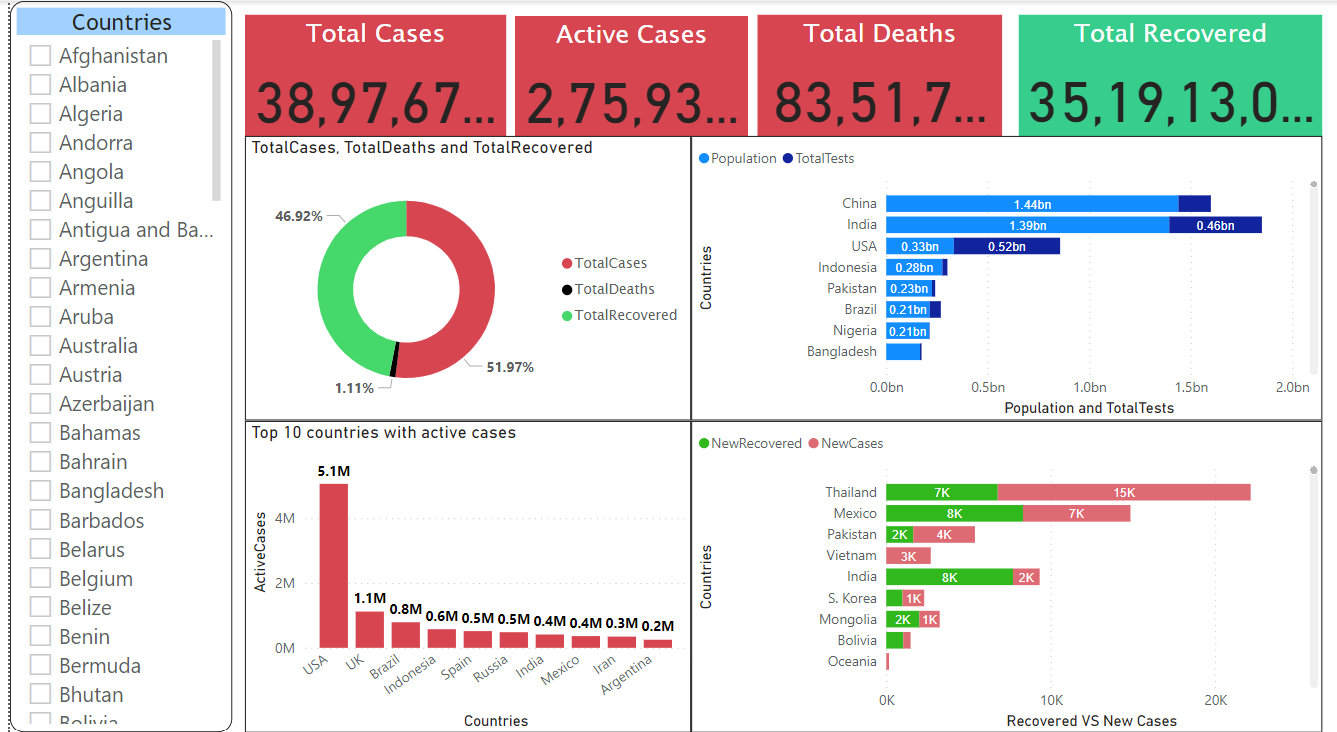 Countries
Afghanistan
Albania
Algeria
Andorra
Angola
Anguilla
Antigua and Ba...
Argentina
Armenia
Aruba
Australia
Austria
Azerbaijan
Bahamas
Bahrain
Bangladesh
Barbados
Belarus
Belgium
Belize
Benin
Bermuda
Bhutan
Bolivia
Total Cases
38,97,67...
Active Cases
2,75,93...
Total Deaths
83,51,7...
Total Recovered
35,19,13,0...
TotalCases, TotalDeaths and TotalRecovered
46.92%
1.11%
51.97%
TotalCases
TotalDeaths
TotalRecovered
Population TotalTests
Countries
China 1.44bn
India 1.39bn 0.46bn
USA 0.33bn 0.52bn
Indonesia 0.28bn
Pakistan 0.23bn
Brazil 0.21bn
Nigeria 0.21bn
Bangladesh
0.0bn 0.5bn 1.0bn 1.5bn 2.0bn
Population and TotalTests
Top 10 countries with active cases
ActiveCases
4M
2M
0M
5.1M 1.1M 0.8M 0.6M 0.5M 0.5M 0.4M 0.4M 0.3M 0.2M
USA UK Brazil Indonesia Spain Russia India Mexico Iran Argentina
Countries
NewRecovered NewCases
Countries
Thailand 7K 15K
Mexico 8K 7K
Pakistan 2K 4K
Vietnam 3K
India 8K 2K
S. Korea 1K
Mongolia 2K 1K
Bolivia
Oceania
0K 10K 20K
Recovered VS New Cases